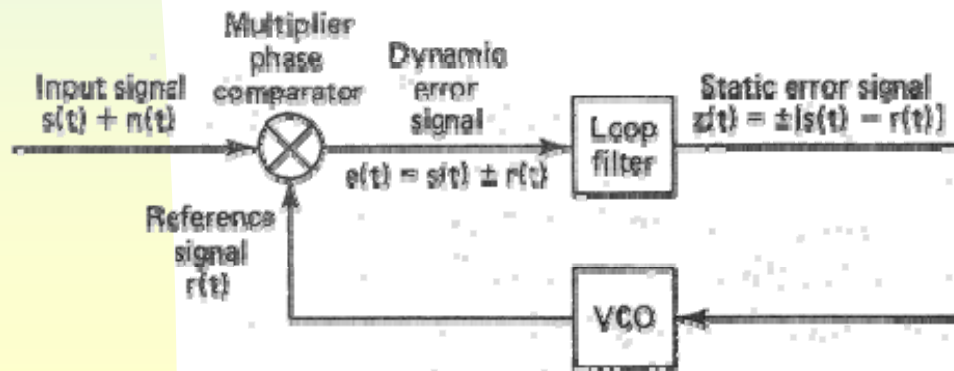 Multiplier
phase
comparator
Dynamic
error
signal
Input signal
s(t) + n(t)
Static error signal
z(t) = ±[s(t) − r(t)]
Loop
filter
e(t) = s(t) ± r(t)
Reference
signal
r(t)
VCO